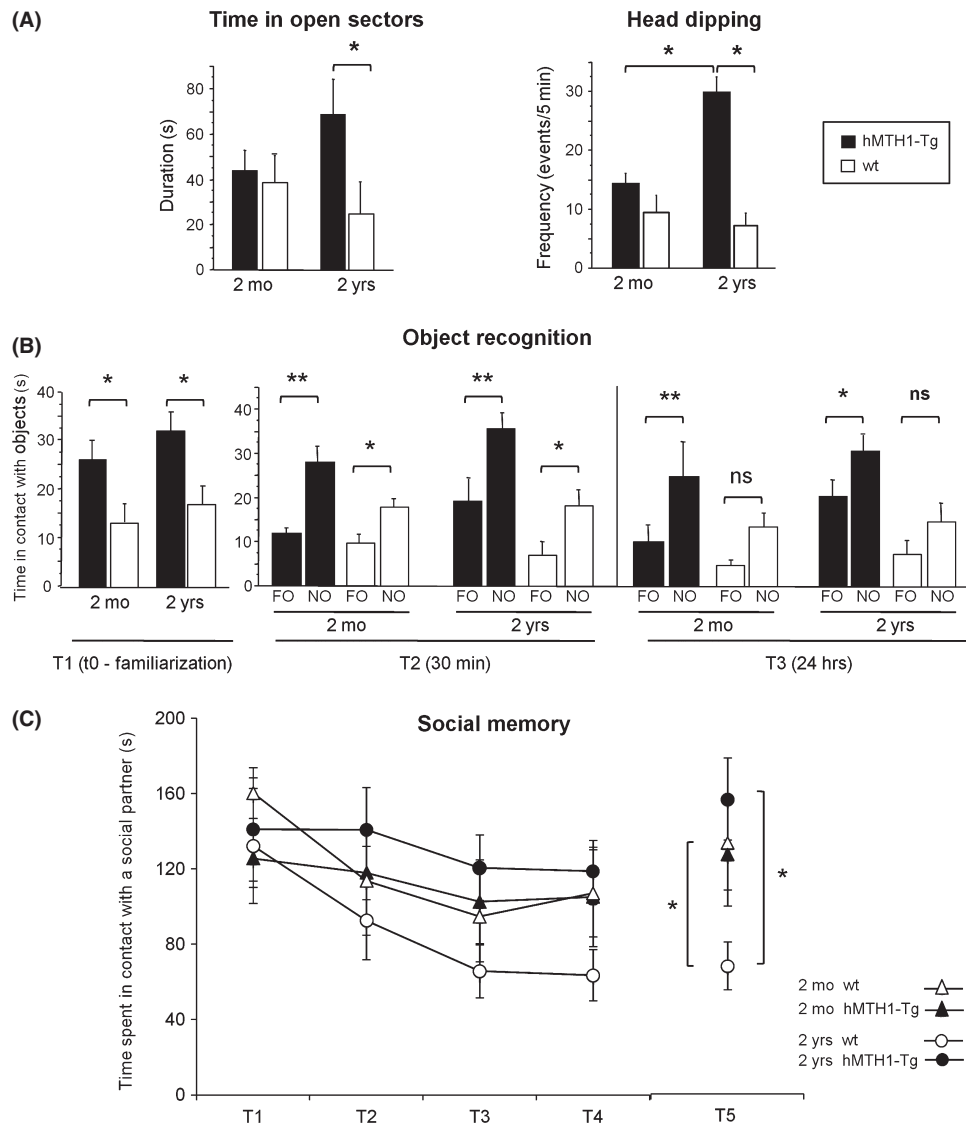 (A)
Time in open sectors
Head dipping
*
* *
Duration (s)
80
60
40
20
0
2 mo 2 yrs
Frequency (events/5 min)
30
20
10
0
2 mo 2 yrs
hMTH1-Tg
wt
(B)
Object recognition
Time in contact with objects (s)
40
30
20
10
0
* *
2 mo 2 yrs
T1 (t0 - familiarization)
40
30
20
10
0
** * ** *
FO NO FO NO FO NO FO NO
2 mo 2 yrs
T2 (30 min)
** ns * ns
FO NO FO NO FO NO FO NO
2 mo 2 yrs
T3 (24 hrs)
(C)
Social memory
Time spent in contact with a social partner (s)
200
160
120
80
40
0
T1 T2 T3 T4 T5
* *
2 mo wt
2 mo hMTH1-Tg
2 yrs wt
2 yrs hMTH1-Tg